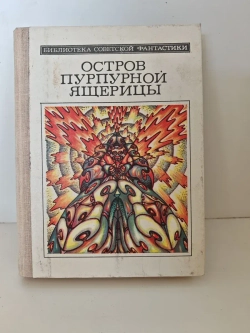 БИБЛИОТЕКА СОВЕТСКОЙ ФАНТАСТИКИ
ОСТРОВ
ПУРПУРНОЙ
ЯЩЕРИЦЫ